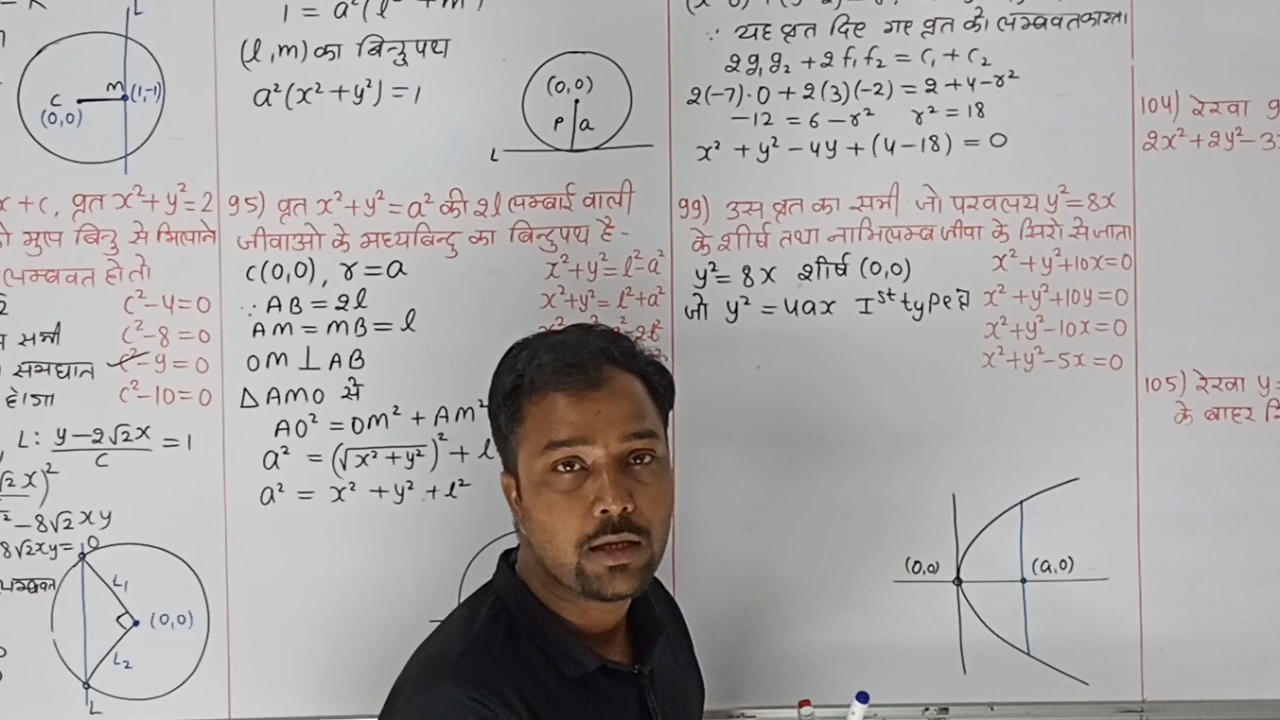 L
C
(0,0)
M
(1,-1)
x+c, वृत x²+y²=2
मुल बिन्दु से मिलाने
लम्बवत हो तो
c²-4=0
c²-8=0
समघात c²-9=0
c²-10=0
L: (y-2√2x)/c = 1
-8√2xy
8√2xy=0
L₁
(0,0)
L₂
L
(l,m) का बिन्दुपथ
a²(x²+y²)=1
(0,0)
P
a
L
95) वृत x²+y²=a² की 2l लम्बाई वाली
जीवाओ के मध्यबिन्दु का बिन्दुपथ है-
C(0,0), r=a
∵ AB=2l
AM=MB=l
OM⊥AB
△AMO से
AO²=OM²+AM²
a²=(√x²+y²)²+l
a²=x²+y²+l²
x²+y²=l²-a²
x²+y²=l²+a²
∵ यह वृत दिए गए वृत को लम्बवत काटता।
2g₁g₂+2f₁f₂=c₁+c₂
2(-7)·0+2(3)(-2)=2+4-r²
-12=6-r² r²=18
x²+y²-4y+(4-18)=0
99) उस वृत का समी जो परवलय y²=8x
के शीर्ष तथा नाभिलम्ब जीवा के सिरो से जाता
y²=8x शीर्ष (0,0)
जो y²=4ax Ist type है
x²+y²+10x=0
x²+y²+10y=0
x²+y²-10x=0
x²+y²-5x=0
(0,0)
(a,0)
104) रेखा
2x²+2y²-3
105) रेखा y=
के बाहर